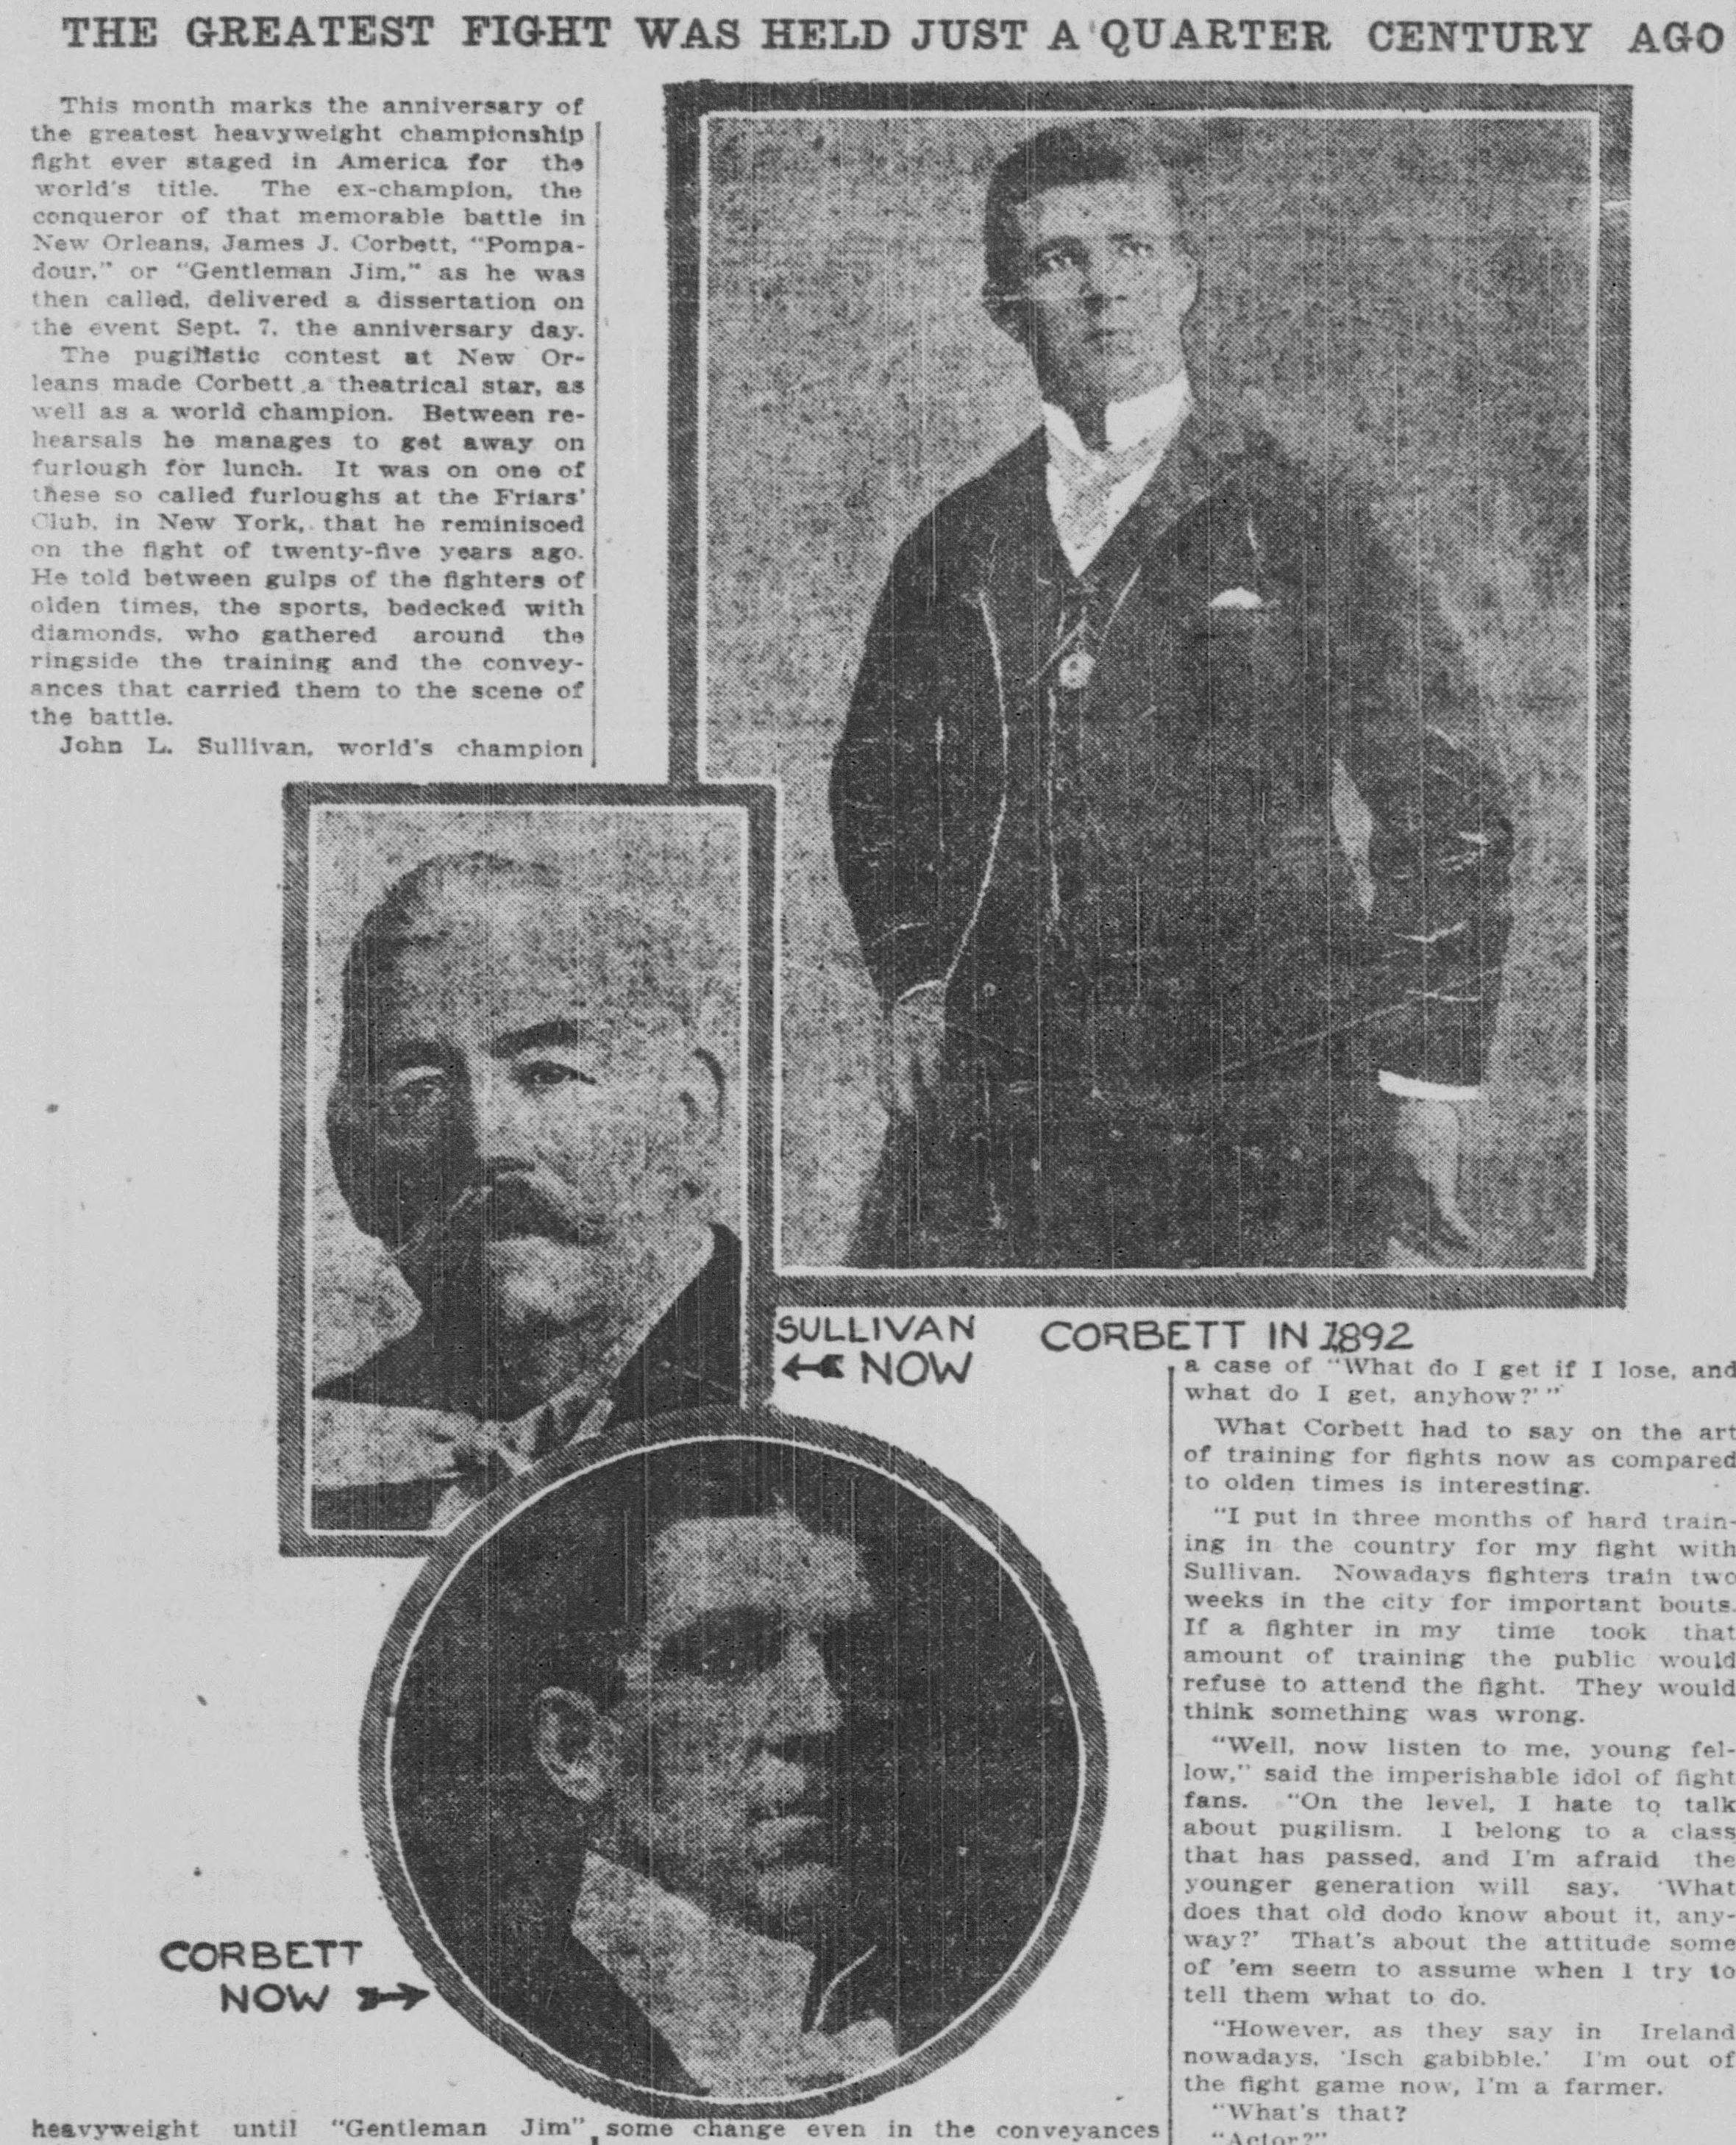 THE GREATEST FIGHT WAS HELD JUST A QUARTER CENTURY AGO
This month marks the anniversary of
the greatest heavyweight championship
fight ever staged in America for the
world's title. The ex-champion, the
conqueror of that memorable battle in
New Orleans, James J. Corbett, "Pompa-
dour," or "Gentleman Jim," as he was
then called, delivered a dissertation on
the event Sept. 7, the anniversary day.
The pugilistic contest at New Or-
leans made Corbett a theatrical star, as
well as a world champion. Between re-
hearsals he manages to get away on
furlough for lunch. It was on one of
these so called furloughs at the Friars'
Club, in New York, that he reminisced
on the fight of twenty-five years ago.
He told between gulps of the fighters of
olden times, the sports, bedecked with
diamonds, who gathered around the
ringside the training and the convey-
ances that carried them to the scene of
the battle.
John L. Sullivan, world's champion
SULLIVAN
NOW
CORBETT IN 1892
CORBETT
NOW
heavyweight until "Gentleman Jim"
some change even in the conveyances
a case of "What do I get if I lose, and
what do I get, anyhow?' "
What Corbett had to say on the art
of training for fights now as compared
to olden times is interesting.
"I put in three months of hard train-
ing in the country for my fight with
Sullivan. Nowadays fighters train two
weeks in the city for important bouts.
If a fighter in my time took that
amount of training the public would
refuse to attend the fight. They would
think something was wrong.
"Well, now listen to me, young fel-
low," said the imperishable idol of fight
fans. "On the level, I hate to talk
about pugilism. I belong to a class
that has passed, and I'm afraid the
younger generation will say, 'What
does that old dodo know about it, any-
way?' That's about the attitude some
of 'em seem to assume when I try to
tell them what to do.
"However, as they say in Ireland
nowadays, 'Isch gabibble.' I'm out of
the fight game now, I'm a farmer.
"What's that?
"Actor?"